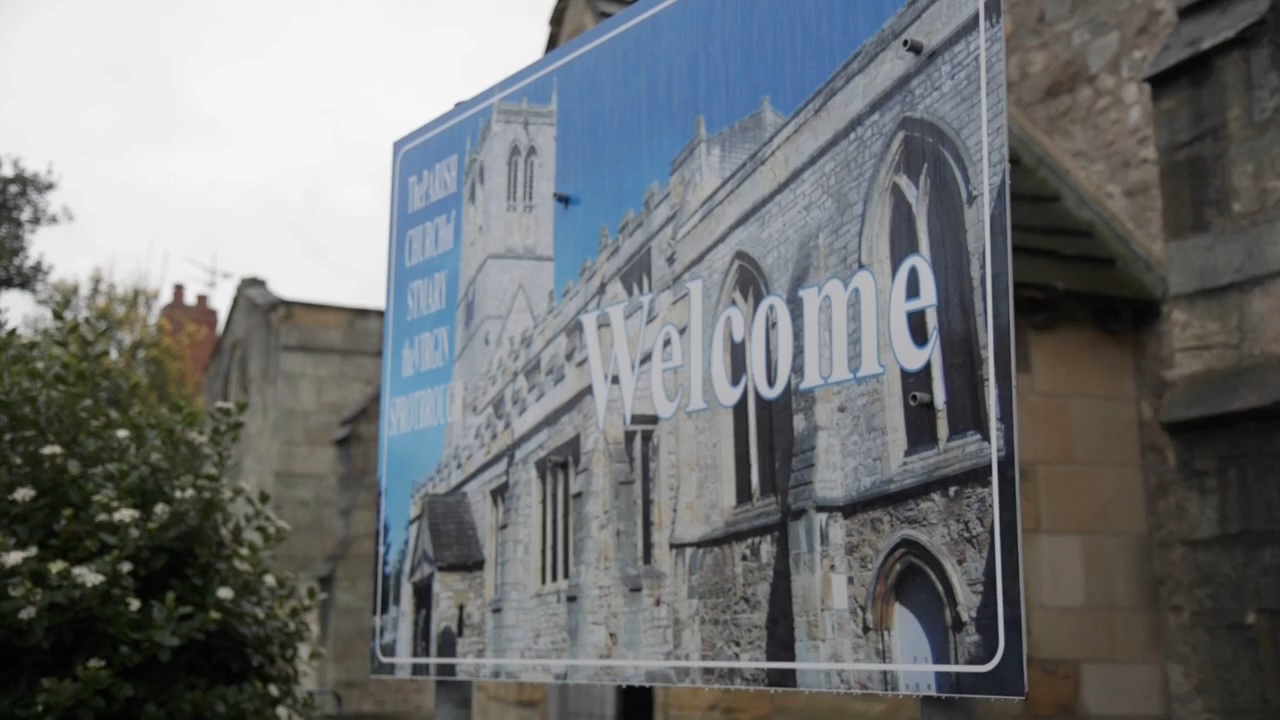 The PARISH
CHURCH of
ST MARY
the VIRGIN
SPROTBROUGH
Welcome